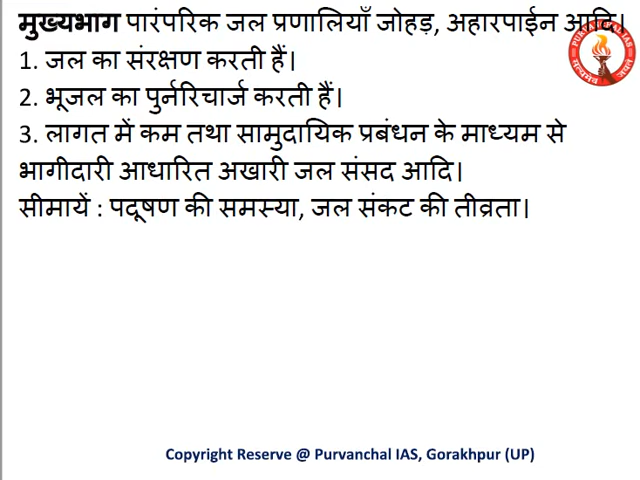 मुख्यभाग पारंपरिक जल प्रणालियाँ जोहड़, अहारपाईन आदि।
1. जल का संरक्षण करती हैं।
2. भूजल का पुर्नरिचार्ज करती हैं।
3. लागत में कम तथा सामुदायिक प्रबंधन के माध्यम से
भागीदारी आधारित अखारी जल संसद आदि।
सीमायें : पदूषण की समस्या, जल संकट की तीव्रता।
Copyright Reserve @ Purvanchal IAS, Gorakhpur (UP)